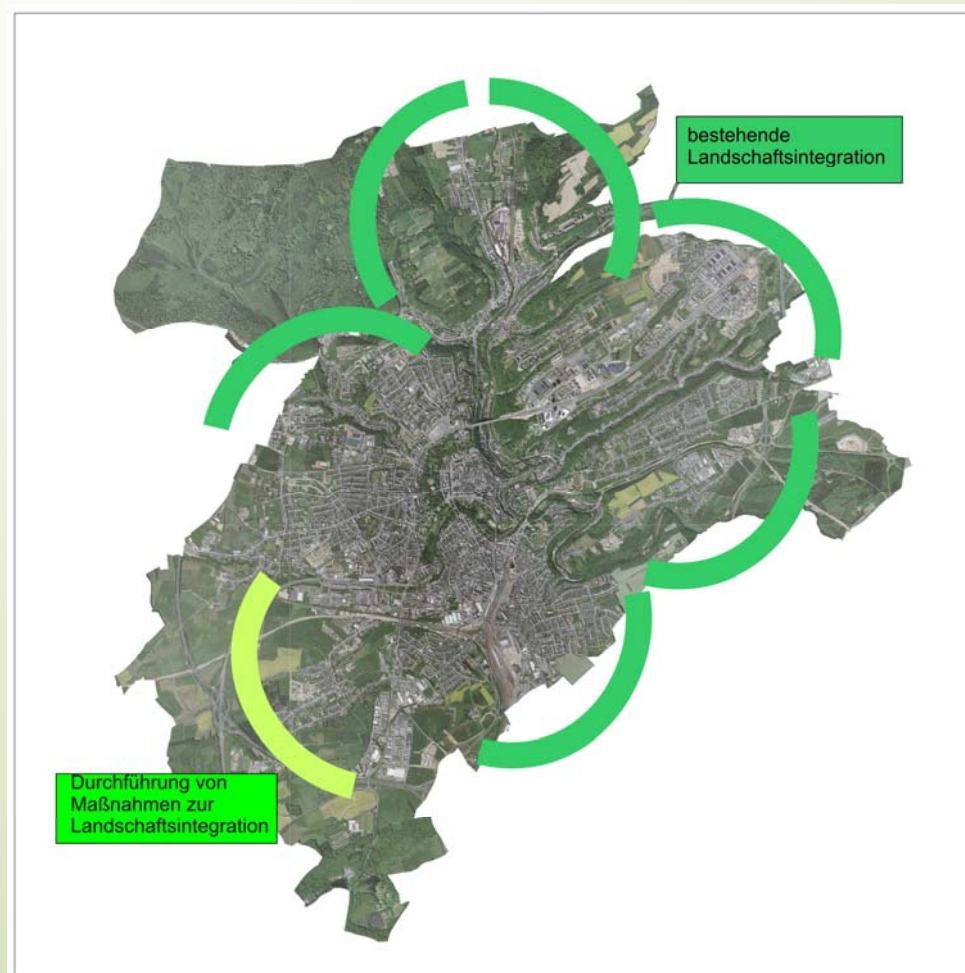 bestehende
Landschaftsintegration
Durchführung von
Maßnahmen zur
Landschaftsintegration